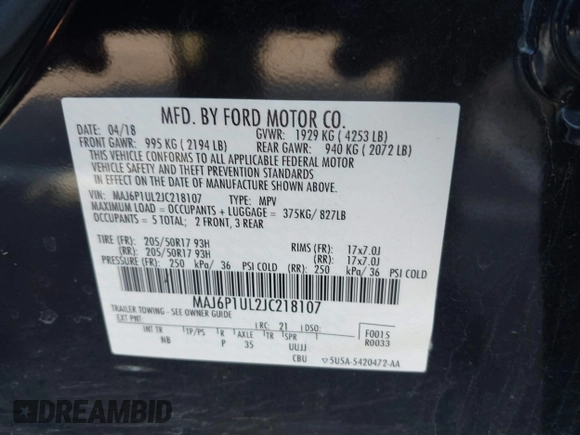 MFD. BY FORD MOTOR CO.
DATE: 04/18 GVWR: 1929 KG ( 4253 LB)
FRONT GAWR: 995 KG ( 2194 LB) REAR GAWR: 940 KG ( 2072 LB)
THIS VEHICLE CONFORMS TO ALL APPLICABLE FEDERAL MOTOR
VEHICLE SAFETY AND THEFT PREVENTION STANDARDS
IN EFFECT ON THE DATE OF MANUFACTURE SHOWN ABOVE.
VIN: MAJ6P1UL2JC218107 TYPE: MPV
MAXIMUM LOAD = OCCUPANTS + LUGGAGE = 375KG/ 827LB
OCCUPANTS = 5 TOTAL; 2 FRONT, 3 REAR
TIRE (FR): 205/50R17 93H RIMS (FR): 17x7.0J
(RR): 205/50R17 93H (RR): 17x7.0J
PRESSURE (FR): 250 kPa/ 36 PSI COLD (RR): 250 kPa/ 36 PSI COLD
MAJ6P1UL2JC218107
TRAILER TOWING - SEE OWNER GUIDE
EXT PNT: RC: 21 DSO: F0015
INT TR TP/PS R AXLE TR SPR R0033
NB P 35 UUJJ
CBU 5USA-5420472-AA
DREAMBID